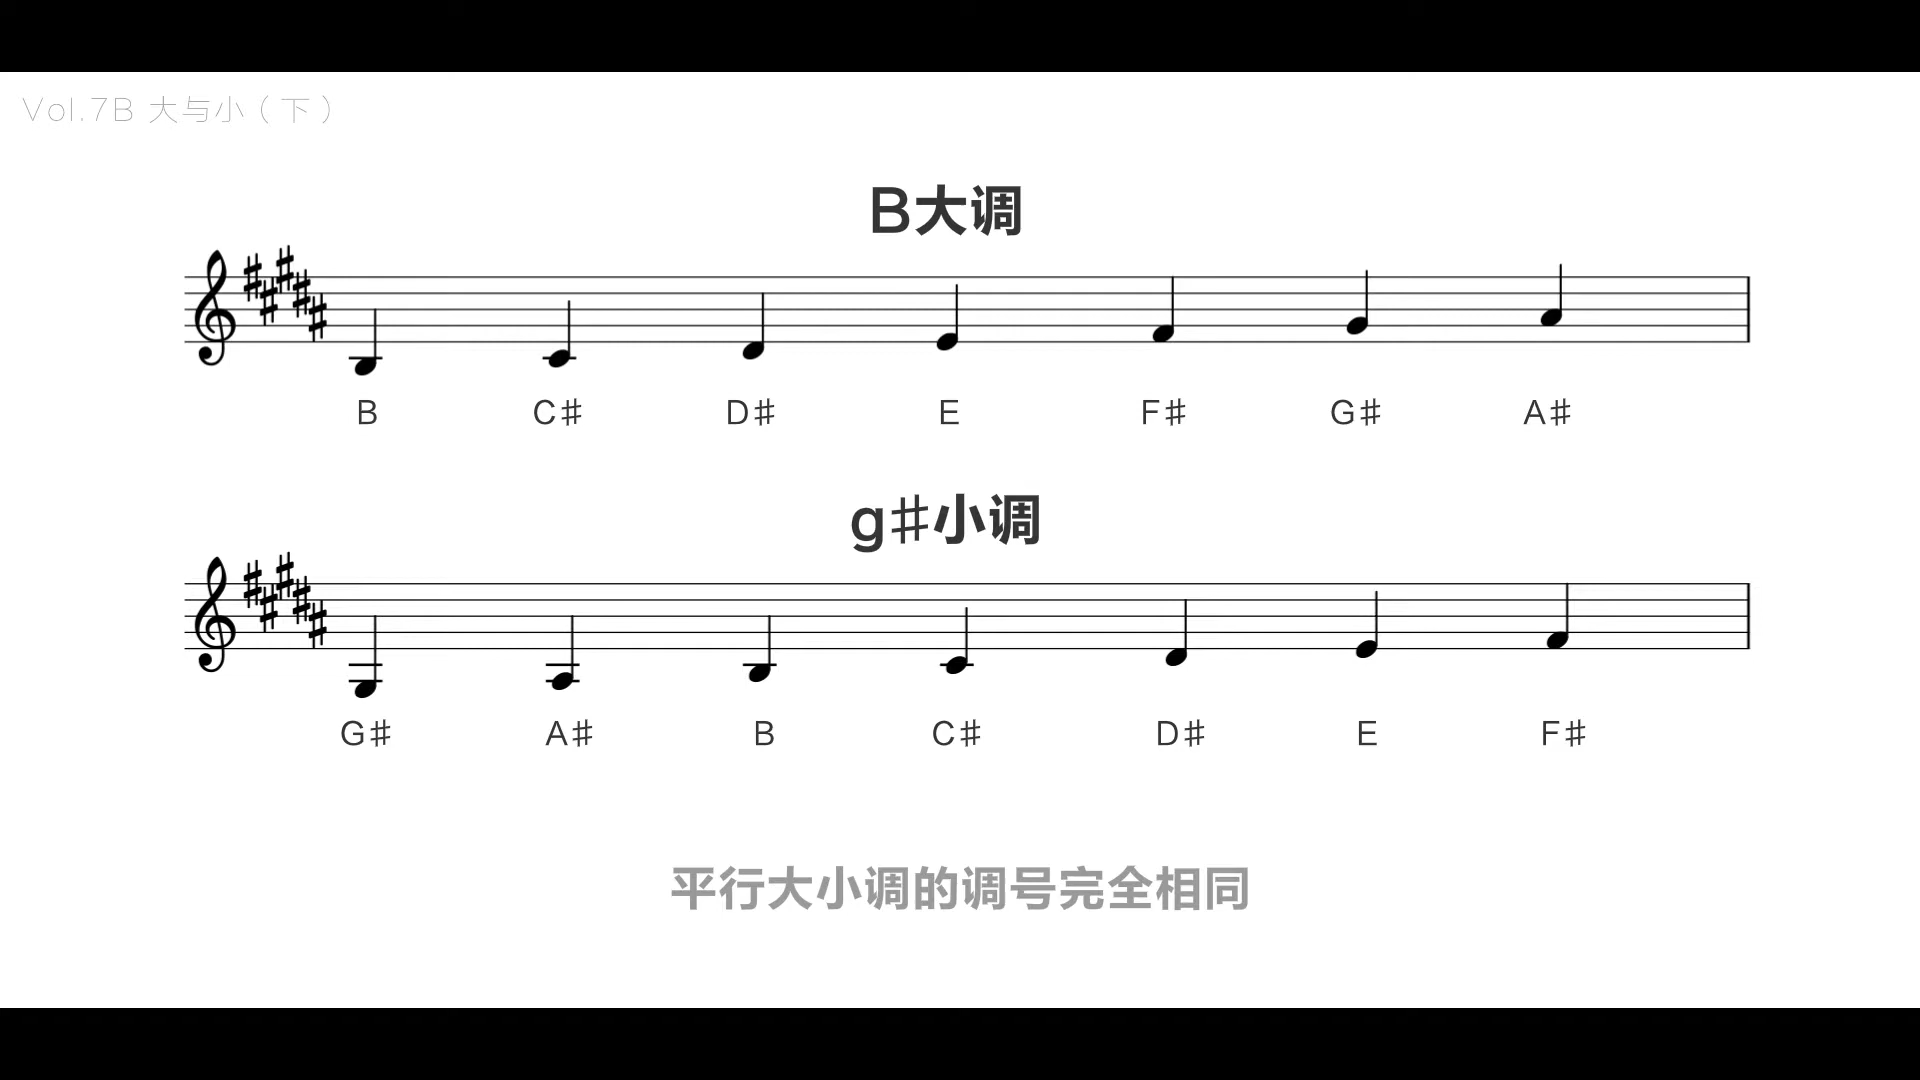 Vol.7B 大与小（下）
B大调
B C♯ D♯ E F♯ G♯ A♯
g♯小调
G♯ A♯ B C♯ D♯ E F♯
平行大小调的调号完全相同